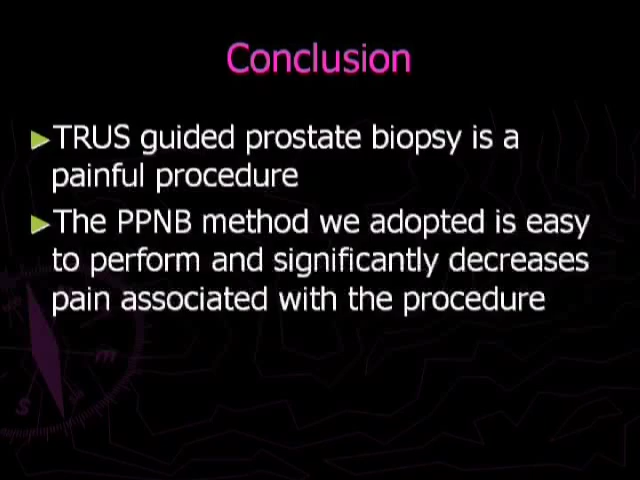 Conclusion
►TRUS guided prostate biopsy is a
painful procedure
►The PPNB method we adopted is easy
to perform and significantly decreases
pain associated with the procedure
m
s